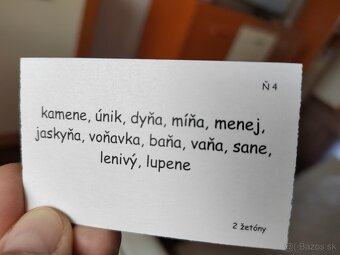 Ň 4
kamene, únik, dyňa, míňa, menej,
jaskyňa, voňavka, baňa, vaňa, sane,
lenivý, lupene
2 žetóny
Bazos.sk